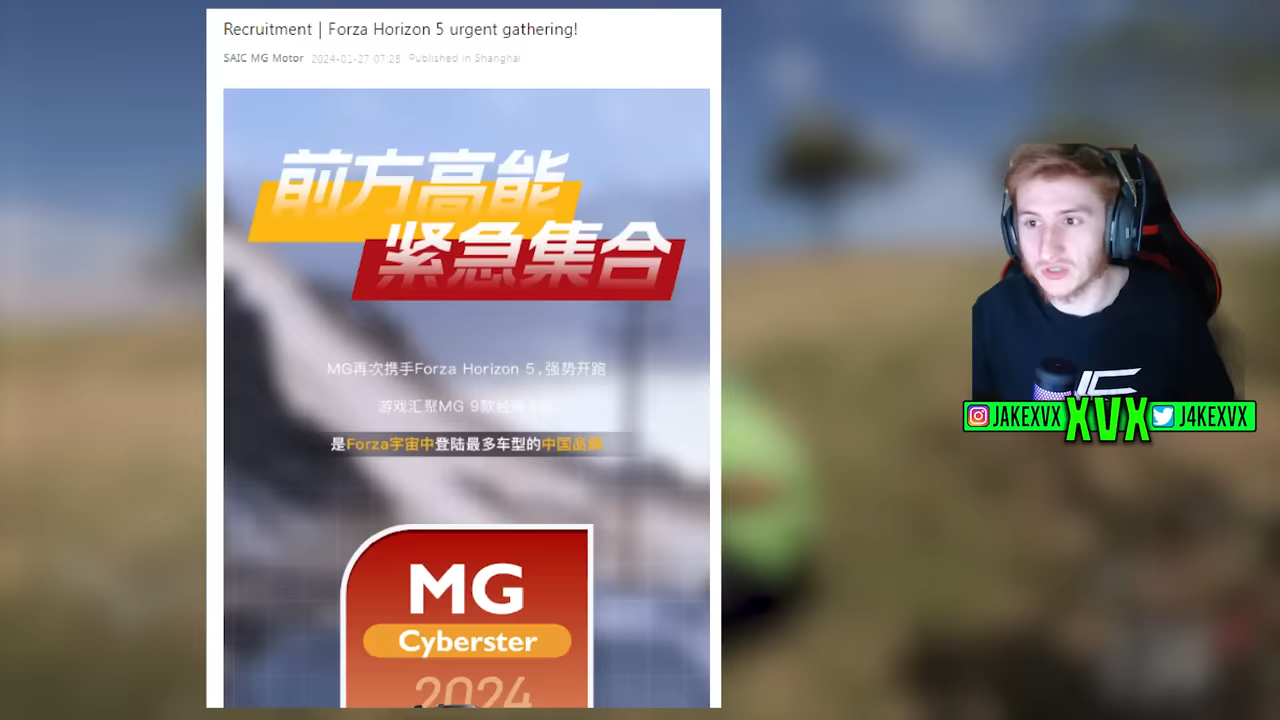 Recruitment | Forza Horizon 5 urgent gathering!
SAIC MG Motor 2024-01-27 07:28 Published in Shanghai
前方高能
紧急集合
MG再次携手Forza Horizon 5,强势开跑
游戏汇聚MG 9款
是Forza宇宙中登陆最多车型的中国品牌
MG
Cyberster
2024
JAKEXVX XVX J4KEXVX